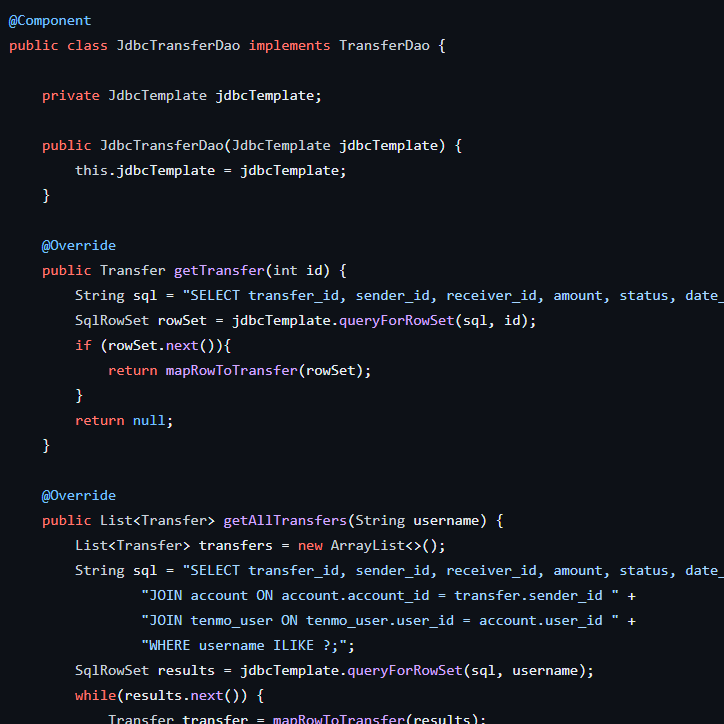 @Component
public class JdbcTransferDao implements TransferDao {
private JdbcTemplate jdbcTemplate;
public JdbcTransferDao(JdbcTemplate jdbcTemplate) {
this.jdbcTemplate = jdbcTemplate;
}
@Override
public Transfer getTransfer(int id) {
String sql = "SELECT transfer_id, sender_id, receiver_id, amount, status, date_
SqlRowSet rowSet = jdbcTemplate.queryForRowSet(sql, id);
if (rowSet.next()){
return mapRowToTransfer(rowSet);
}
return null;
}
@Override
public List<Transfer> getAllTransfers(String username) {
List<Transfer> transfers = new ArrayList<>();
String sql = "SELECT transfer_id, sender_id, receiver_id, amount, status, date_
"JOIN account ON account.account_id = transfer.sender_id " +
"JOIN tenmo_user ON tenmo_user.user_id = account.user_id " +
"WHERE username ILIKE ?;";
SqlRowSet results = jdbcTemplate.queryForRowSet(sql, username);
while(results.next()) {
Transfer transfer = mapRowToTransfer(results);